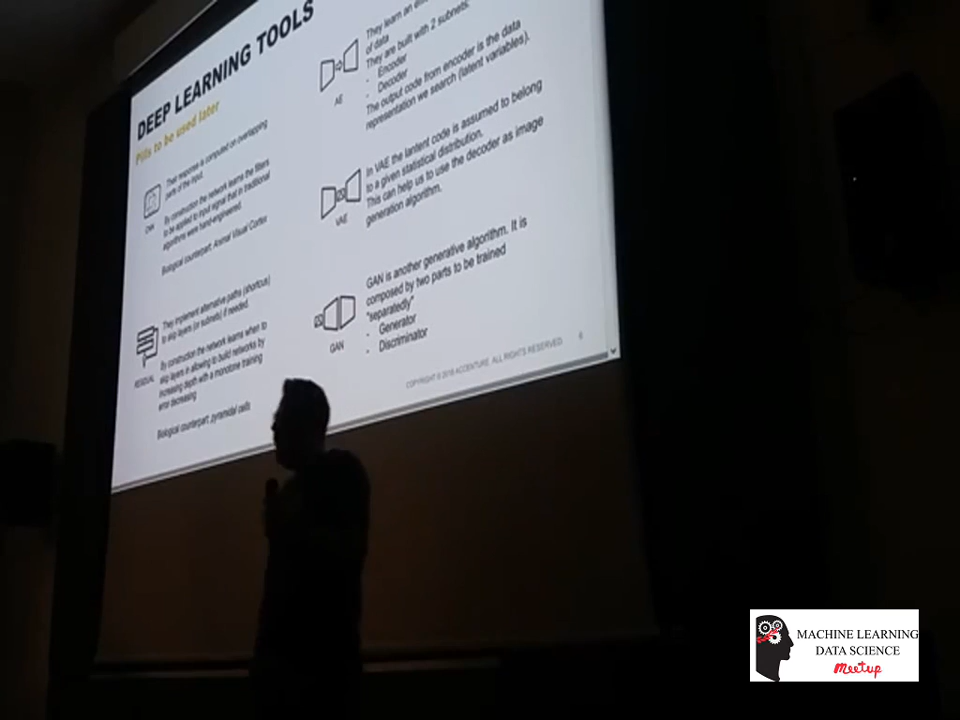 DEEP LEARNING TOOLS
Pills to be used later
CNN
Their response is computed on overlapping
parts of the input.
By construction the network learns the filters
to be applied to input signal that in traditional
algorithms were hand-engineered.
Biological counterpart: Animal Visual Cortex
RESIDUAL
They implement alternative paths (shortcus)
to skip layers (or subnets) if needed.
By construction the network learns when to
skip layers in allowing to build networks by
increasing depth with a monotone training
error decreasing
Biological counterpart: pyramidal cells
AE
They learn an
of data
They are built with 2 subnets:
- Encoder
- Decoder
The output code from encoder is the data
representation we search (latent variables).
VAE
In VAE the lantent code is assumed to belong
to a given statistical distribution.
This can help us to use the decoder as image
generation algorithm.
GAN
GAN is another generative algorithm. It is
composed by two parts to be trained
"separatedly"
- Generator
- Discriminator
COPYRIGHT © 2018 ACCENTURE. ALL RIGHTS RESERVED.
MACHINE LEARNING
DATA SCIENCE
meetup